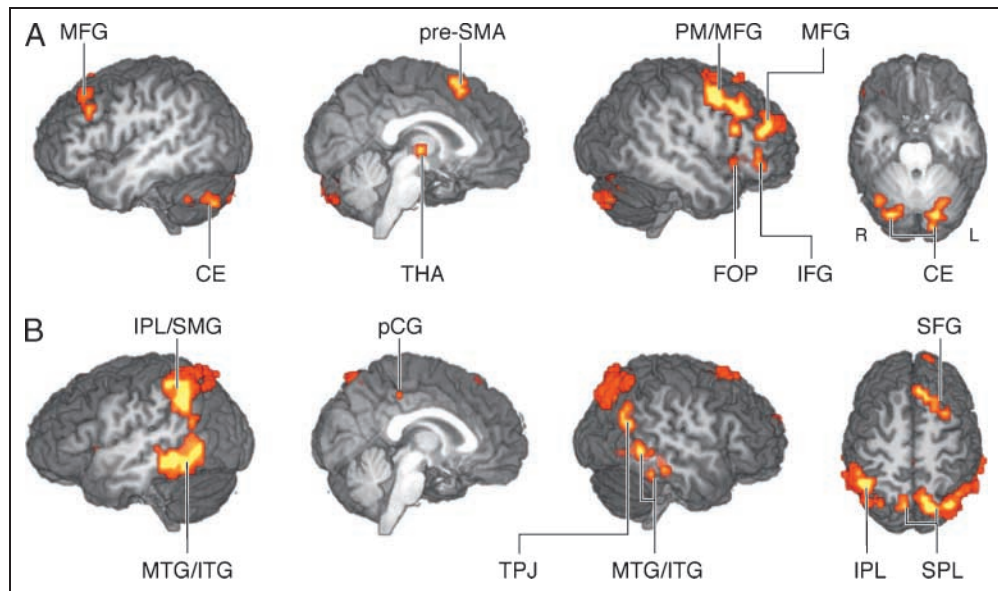 A
MFG
pre-SMA
PM/MFG
MFG
R
L
CE
THA
FOP
IFG
CE
B
IPL/SMG
pCG
SFG
MTG/ITG
TPJ
MTG/ITG
IPL
SPL